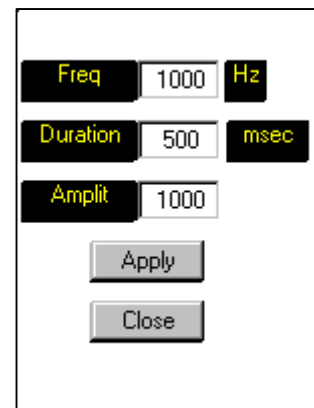 Freq 1000 Hz
Duration 500 msec
Amplit 1000
Apply
Close